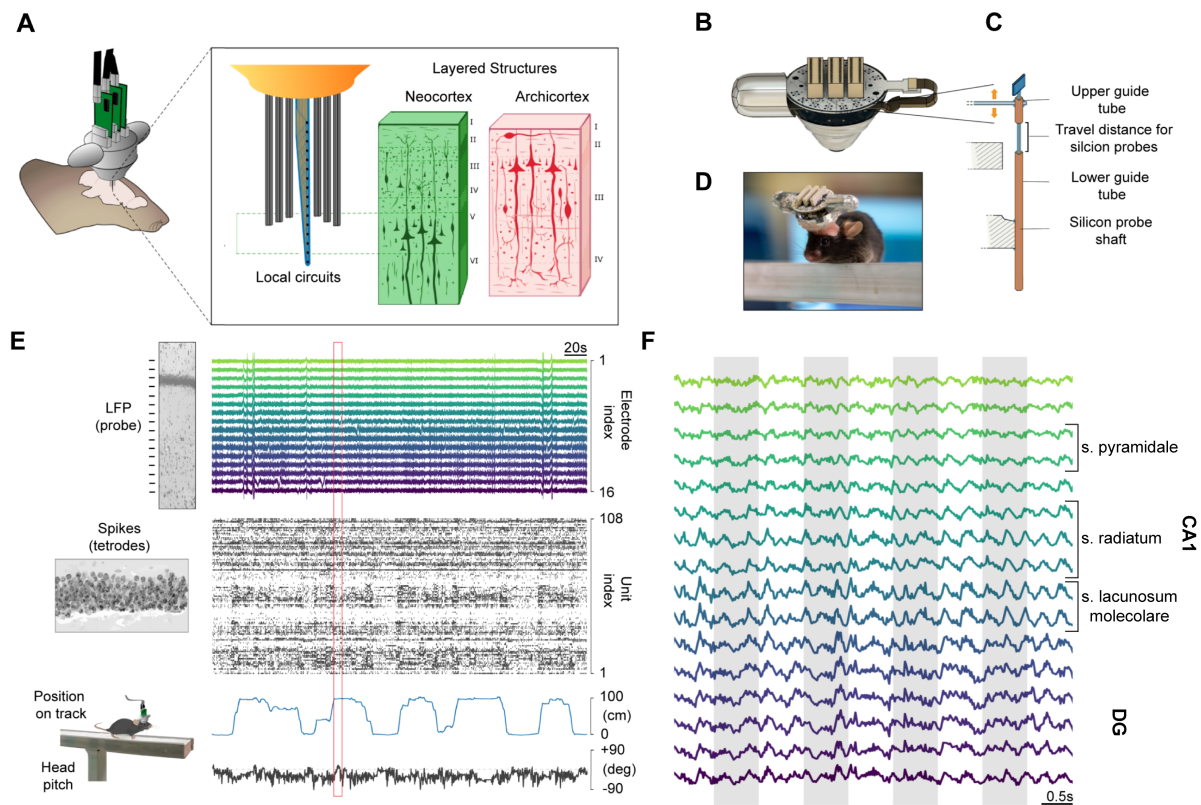 A
Layered Structures
Neocortex
Archicortex
I
II
III
IV
V
VI
I
II
III
IV
Local circuits
B
C
Upper guide
tube
Travel distance for
silcion probes
Lower guide
tube
Silicon probe
shaft
D
E
20s
LFP
(probe)
1
Electrode
index
16
Spikes
(tetrodes)
108
Unit
index
1
Position
on track
100
(cm)
0
Head
pitch
+90
(deg)
-90
F
s. pyramidale
s. radiatum
s. lacunosum
molecolare
CA1
DG
0.5s